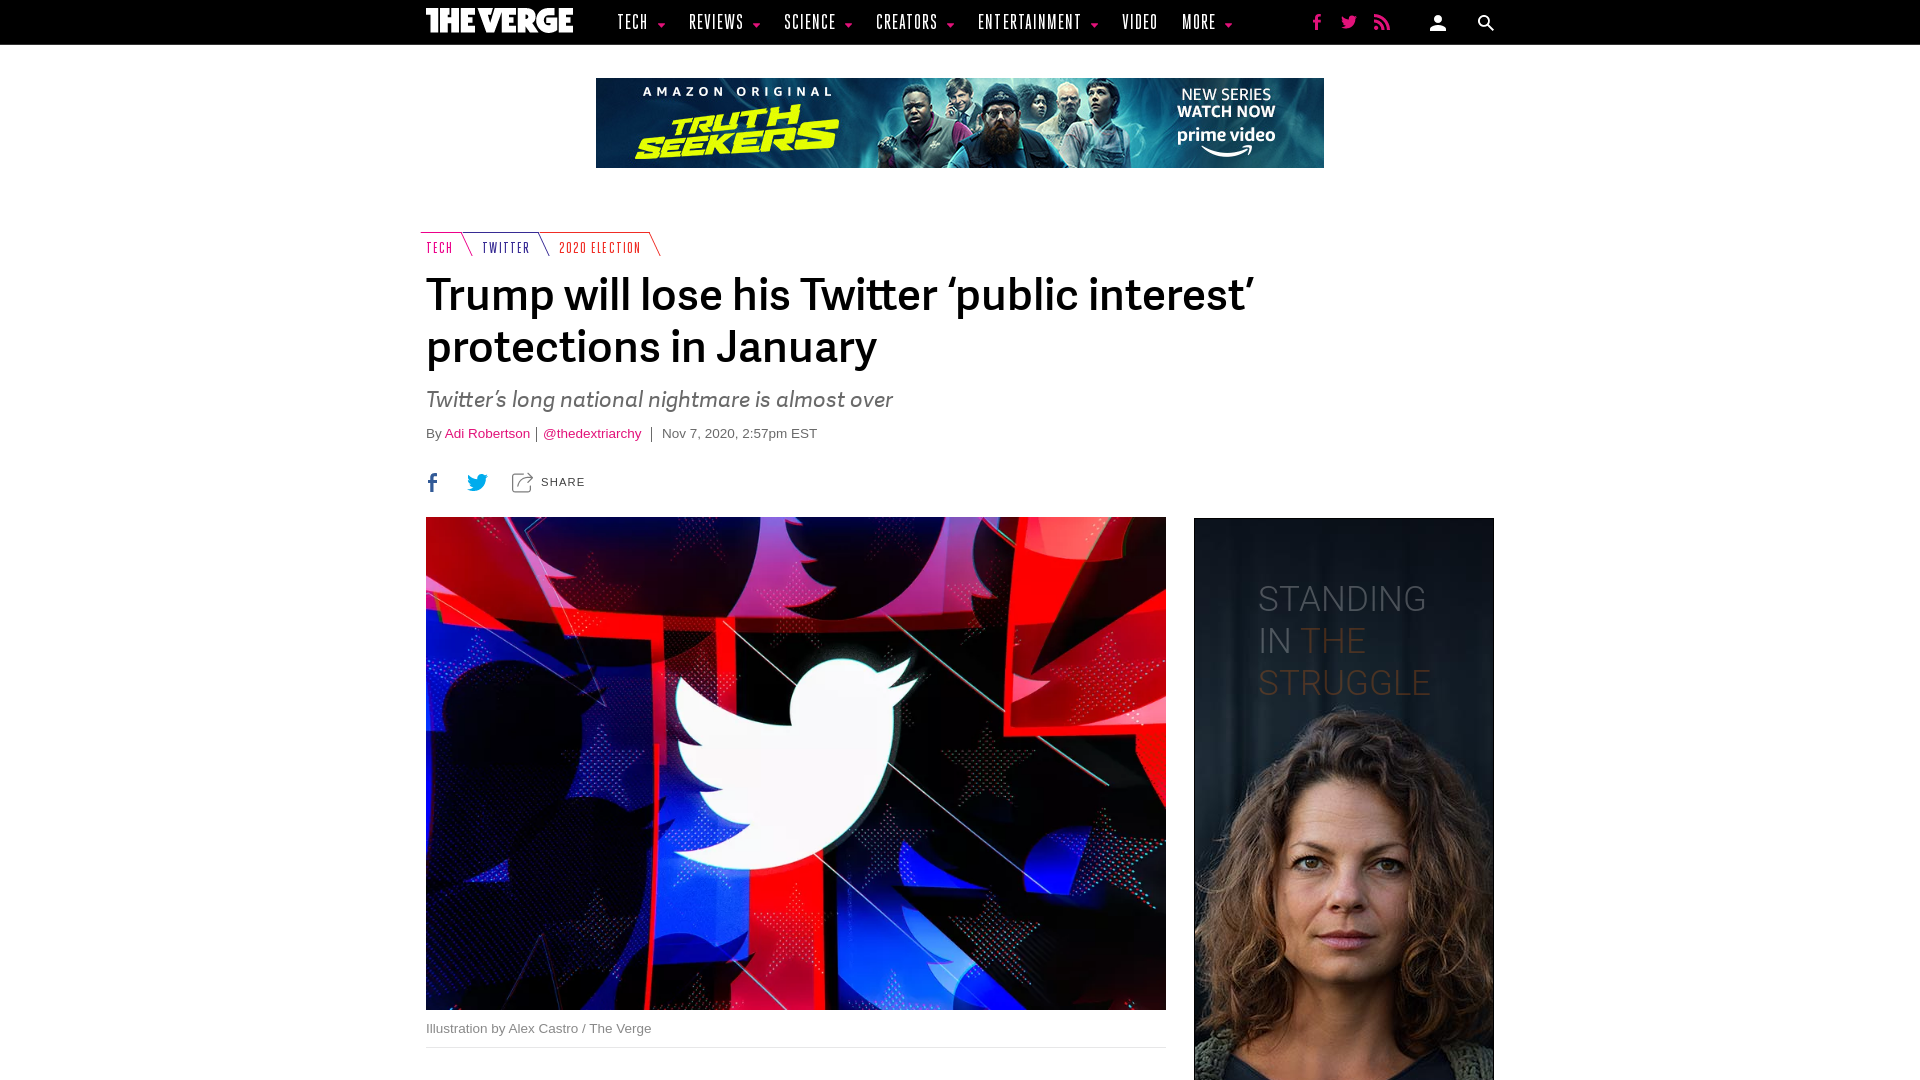 THE VERGE
TECH REVIEWS SCIENCE CREATORS ENTERTAINMENT VIDEO MORE
AMAZON ORIGINAL
TRUTH
SEEKERS
NEW SERIES
WATCH NOW
prime video
TECH TWITTER 2020 ELECTION
Trump will lose his Twitter ‘public interest’
protections in January
Twitter’s long national nightmare is almost over
By Adi Robertson | @thedextriarchy | Nov 7, 2020, 2:57pm EST
SHARE
STANDING
IN THE
STRUGGLE
Illustration by Alex Castro / The Verge